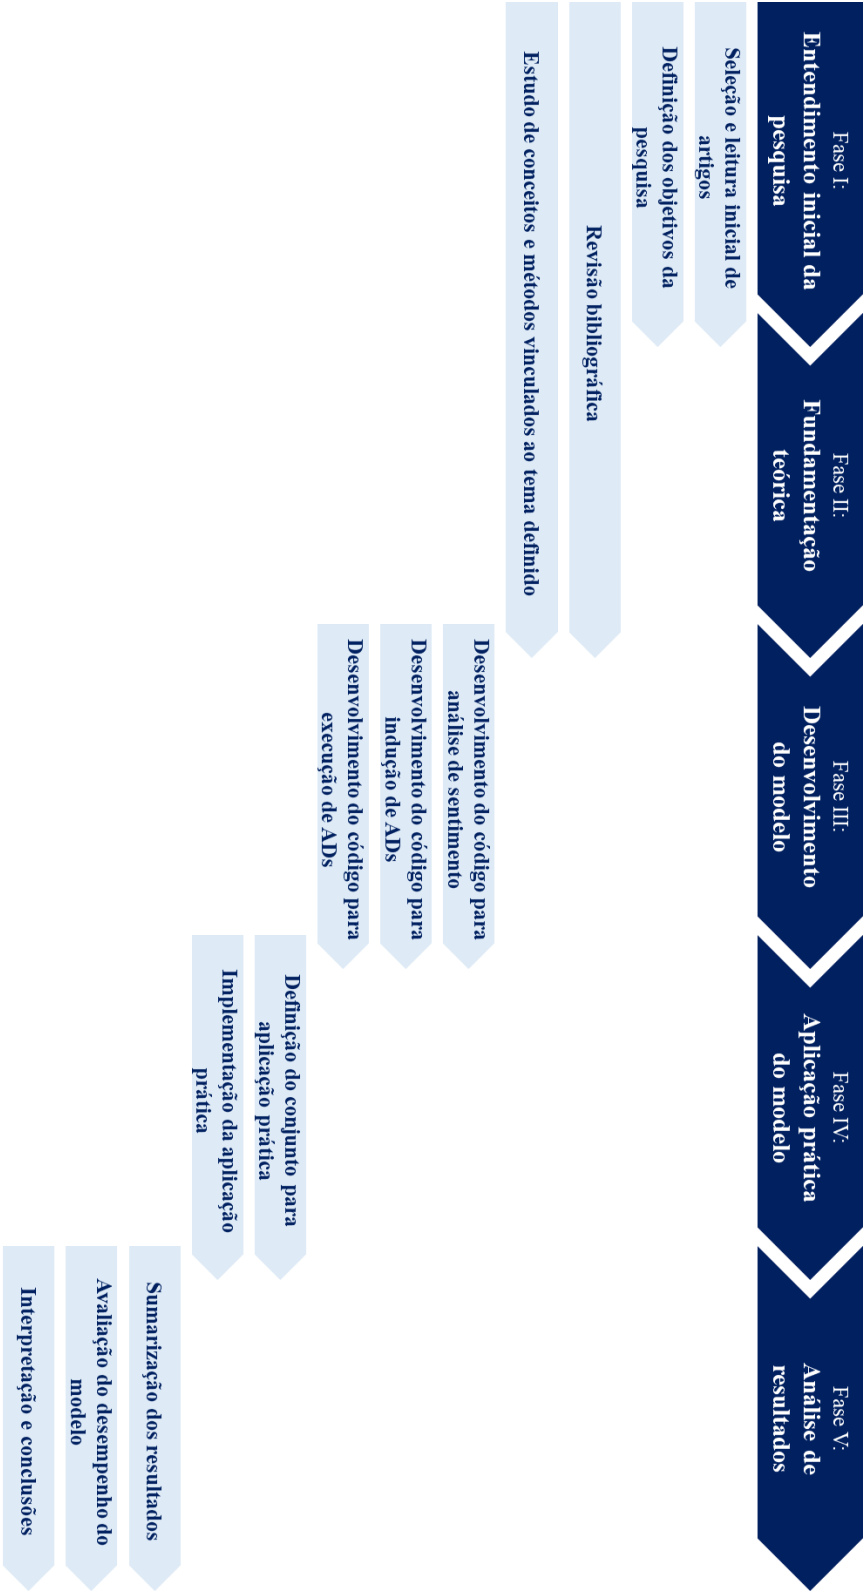 Fase I:
Entendimento inicial da
pesquisa
Fase II:
Fundamentação
teórica
Fase III:
Desenvolvimento
do modelo
Fase IV:
Aplicação prática
do modelo
Fase V:
Análise de
resultados
Seleção e leitura inicial de
artigos
Definição dos objetivos da
pesquisa
Revisão bibliográfica
Estudo de conceitos e métodos vinculados ao tema definido
Desenvolvimento do código para
análise de sentimento
Desenvolvimento do código para
indução de ADs
Desenvolvimento do código para
execução de ADs
Definição do conjunto para
aplicação prática
Implementação da aplicação
prática
Sumarização dos resultados
Avaliação do desempenho do
modelo
Interpretação e conclusões